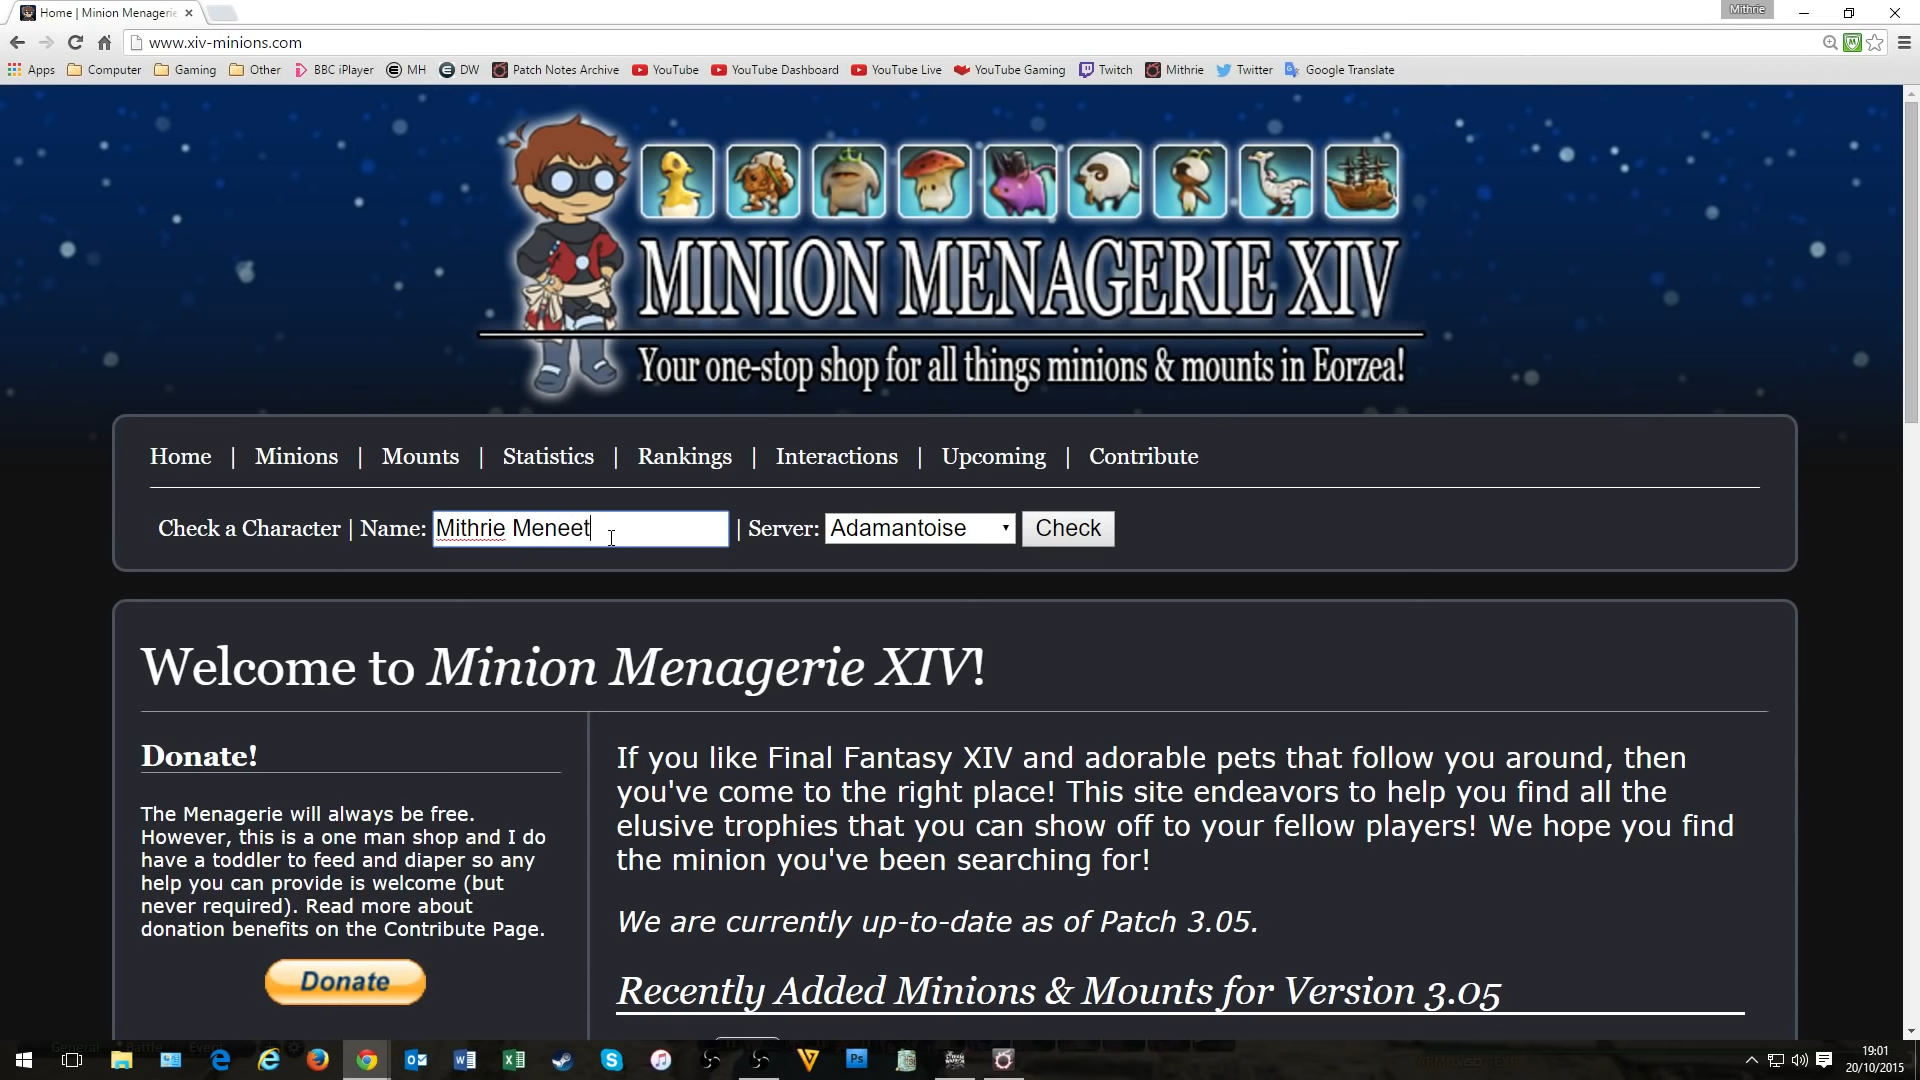 Home | Minion Menagerie
Mithrie
www.xiv-minions.com
Apps Computer Gaming Other BBC iPlayer MH DW Patch Notes Archive YouTube YouTube Dashboard YouTube Live YouTube Gaming Twitch Mithrie Twitter Google Translate
MINION MENAGERIE XIV
Your one-stop shop for all things minions & mounts in Eorzea!
Home | Minions | Mounts | Statistics | Rankings | Interactions | Upcoming | Contribute
Check a Character | Name: Mithrie Meneet | Server: Adamantoise Check
Welcome to Minion Menagerie XIV!
Donate!
The Menagerie will always be free.
However, this is a one man shop and I do
have a toddler to feed and diaper so any
help you can provide is welcome (but
never required). Read more about
donation benefits on the Contribute Page.
Donate
If you like Final Fantasy XIV and adorable pets that follow you around, then
you've come to the right place! This site endeavors to help you find all the
elusive trophies that you can show off to your fellow players! We hope you find
the minion you've been searching for!
We are currently up-to-date as of Patch 3.05.
Recently Added Minions & Mounts for Version 3.05
19:01
20/10/2015